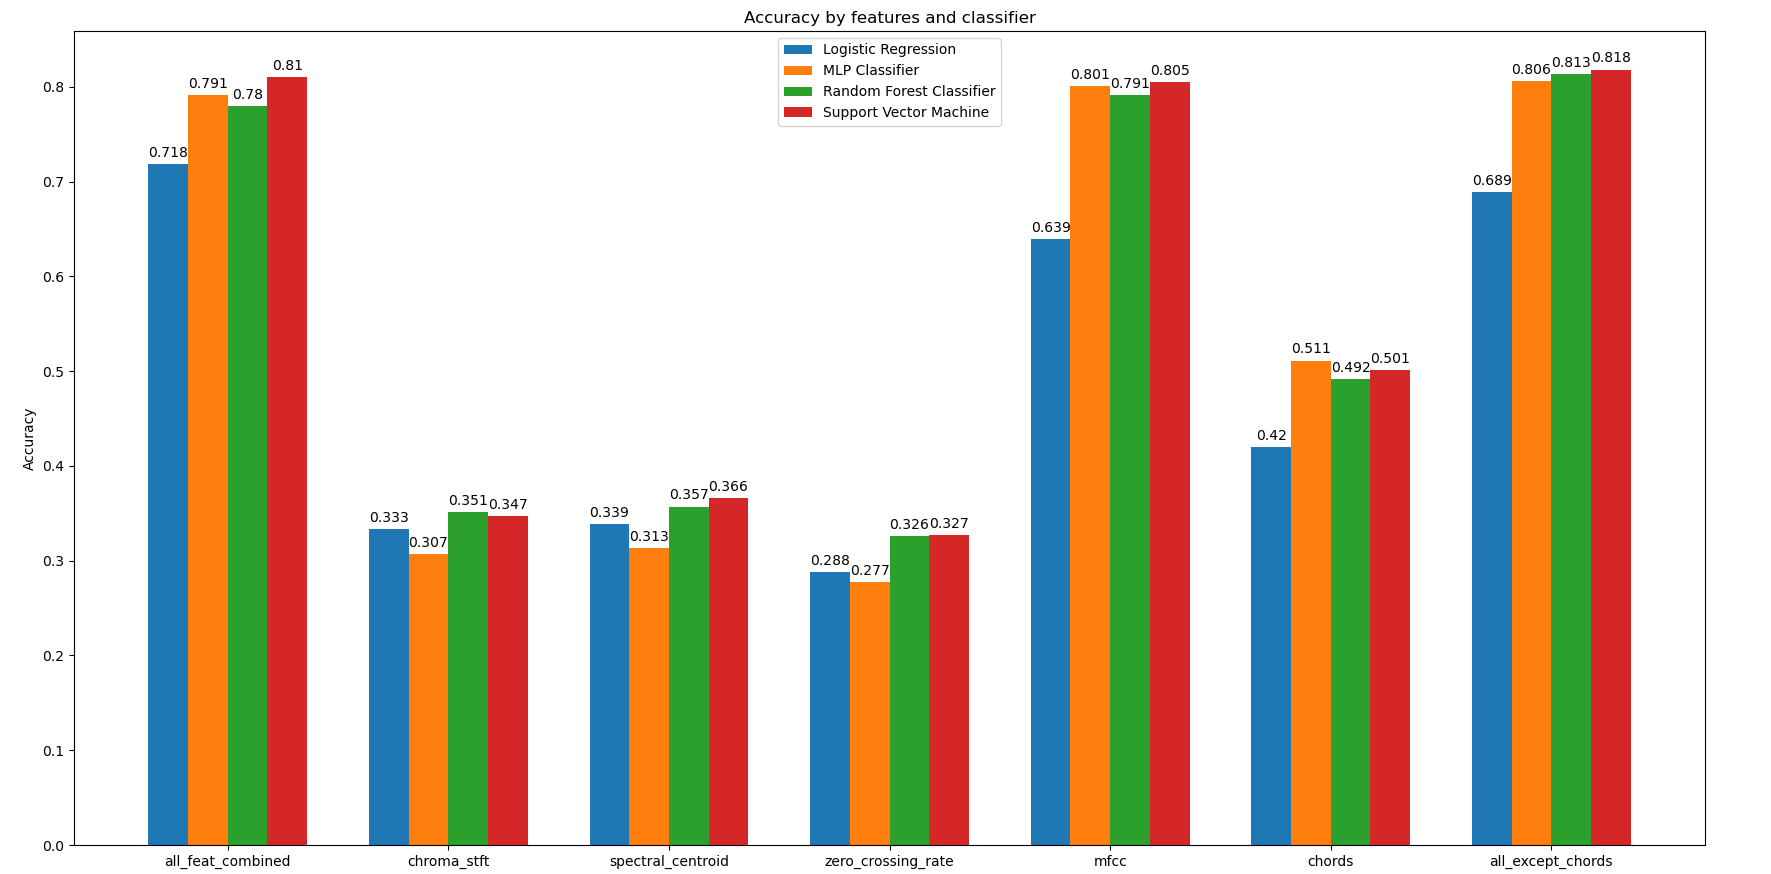 Accuracy by features and classifier
Logistic Regression
MLP Classifier
Random Forest Classifier
Support Vector Machine
Accuracy
0.8
0.7
0.6
0.5
0.4
0.3
0.2
0.1
0.0
0.718
0.791
0.78
0.81
0.333
0.307
0.351
0.347
0.339
0.313
0.357
0.366
0.288
0.277
0.326
0.327
0.639
0.801
0.791
0.805
0.42
0.511
0.492
0.501
0.689
0.806
0.813
0.818
all_feat_combined
chroma_stft
spectral_centroid
zero_crossing_rate
mfcc
chords
all_except_chords